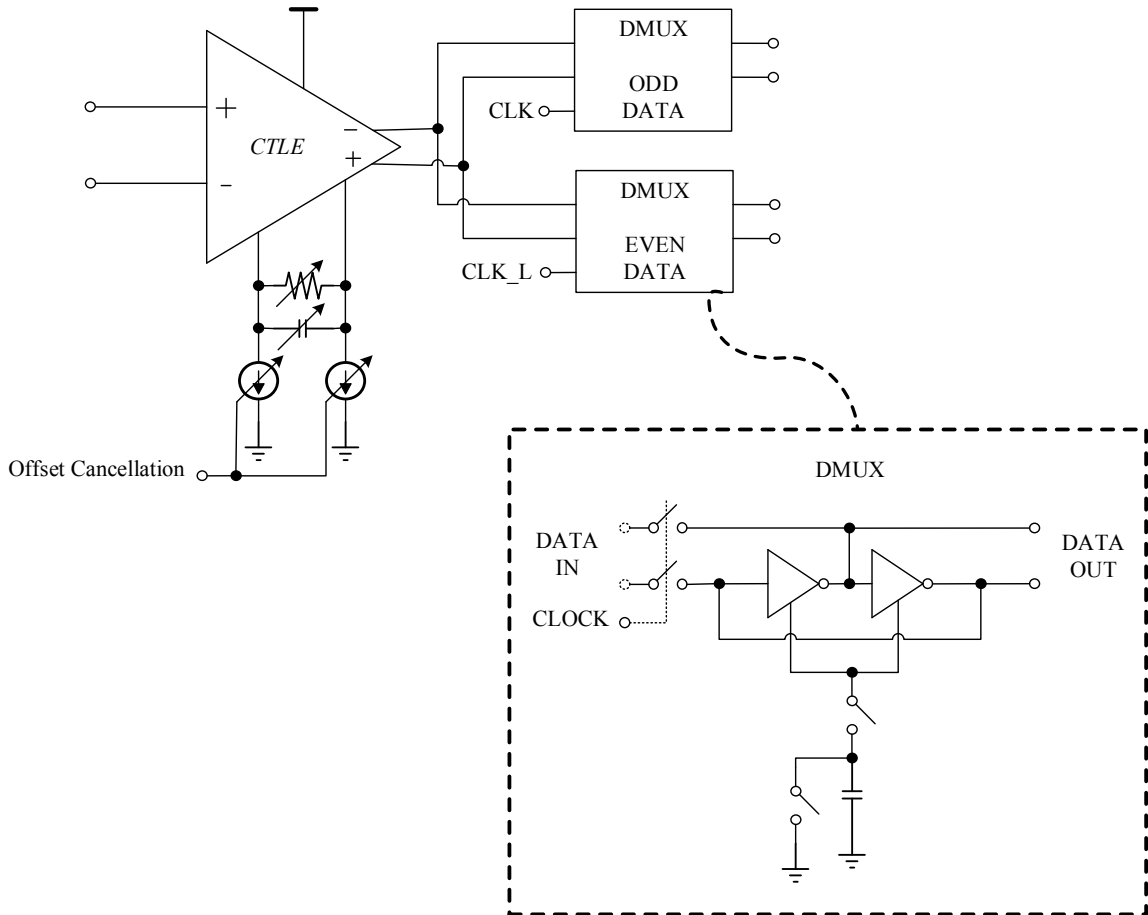 DMUX
ODD
DATA
CLK
+
-
CTLE
-
+
DMUX
EVEN
DATA
CLK_L
Offset Cancellation
DMUX
DATA
IN
DATA
OUT
CLOCK